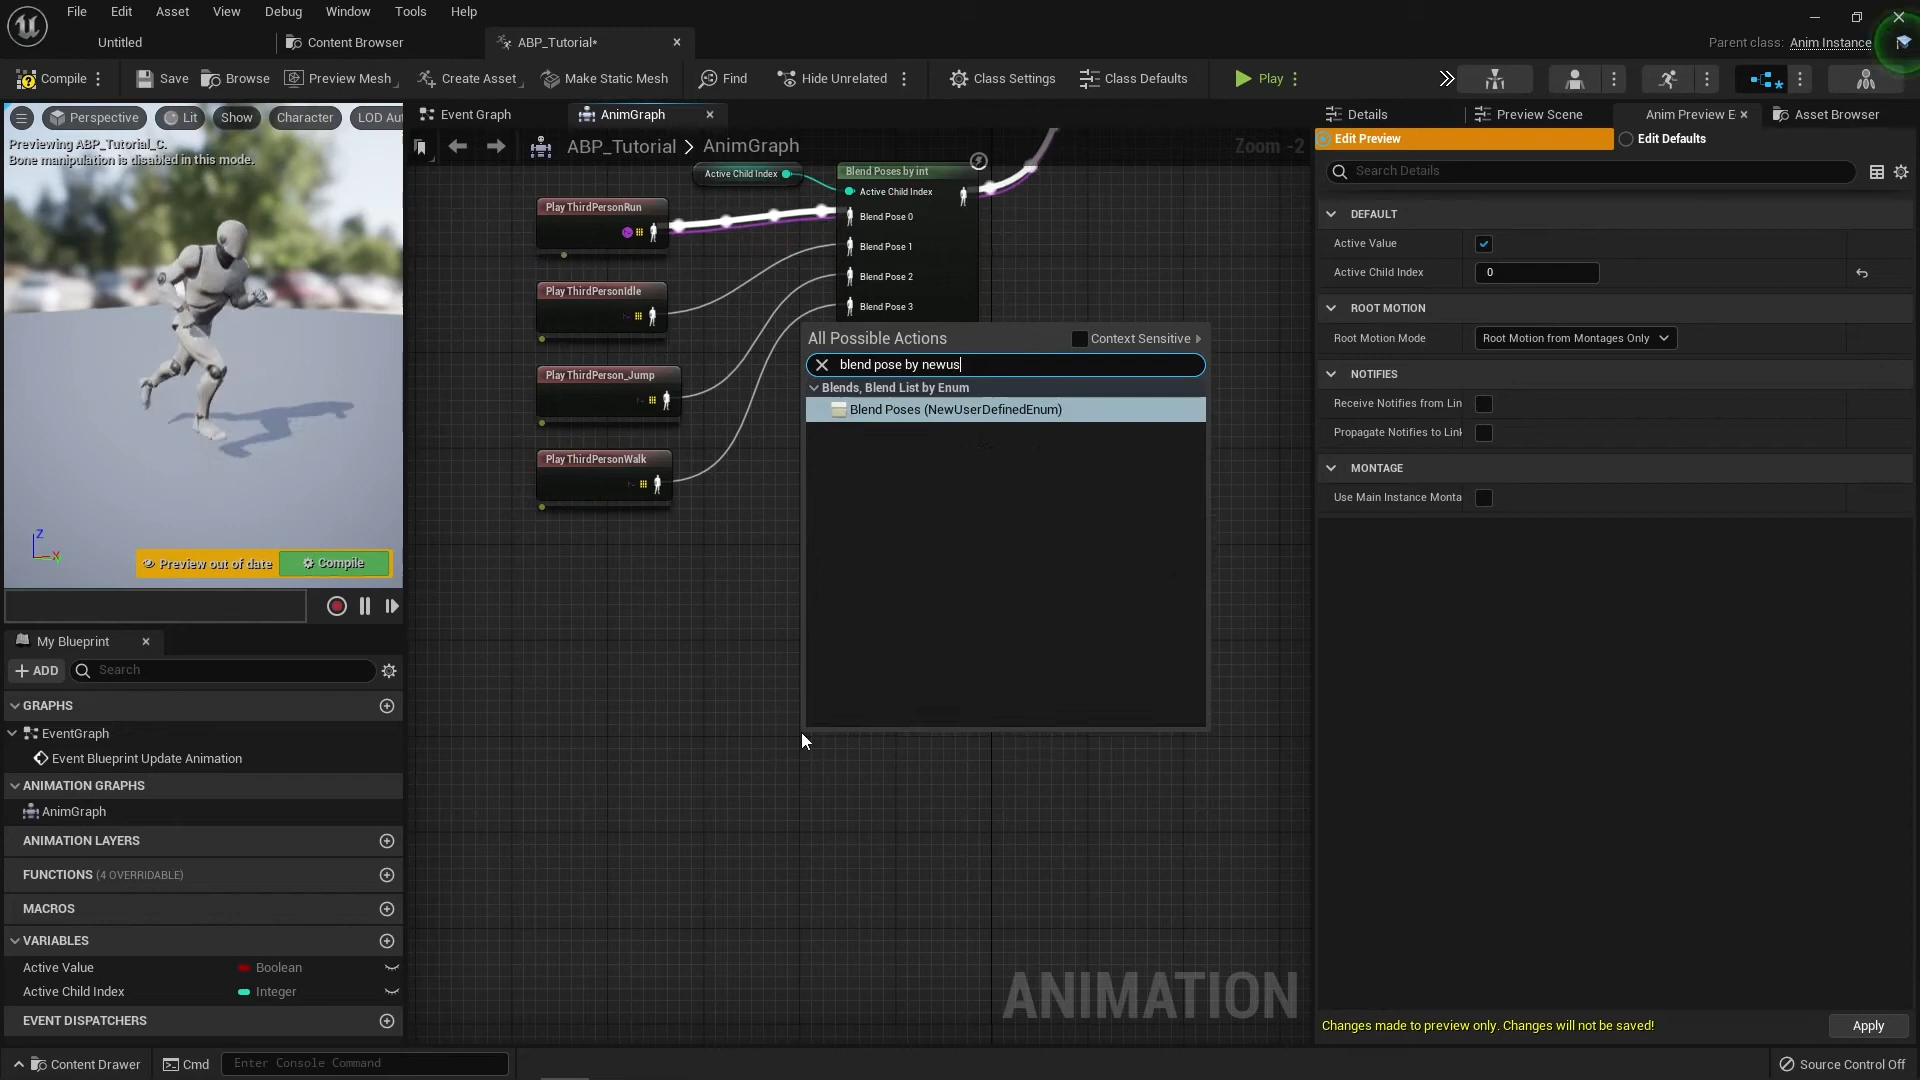 File Edit Asset View Debug Window Tools Help
Untitled Content Browser ABP_Tutorial* Parent class: Anim Instance
Compile Save Browse Preview Mesh Create Asset Make Static Mesh Find Hide Unrelated Class Settings Class Defaults Play
Perspective Lit Show Character LOD Aut
Previewing ABP_Tutorial_C.
Bone manipulation is disabled in this mode.
Z
X
Preview out of date Compile
My Blueprint
ADD Search
GRAPHS
EventGraph
Event Blueprint Update Animation
ANIMATION GRAPHS
AnimGraph
ANIMATION LAYERS
FUNCTIONS (4 OVERRIDABLE)
MACROS
VARIABLES
Active Value Boolean
Active Child Index Integer
EVENT DISPATCHERS
Event Graph AnimGraph
ABP_Tutorial > AnimGraph Zoom -2
Active Child Index
Blend Poses by int
Active Child Index
Blend Pose 0
Blend Pose 1
Blend Pose 2
Blend Pose 3
Play ThirdPersonRun
Play ThirdPersonIdle
Play ThirdPerson_Jump
Play ThirdPersonWalk
All Possible Actions Context Sensitive
blend pose by newus
Blends, Blend List by Enum
Blend Poses (NewUserDefinedEnum)
ANIMATION
Details Preview Scene Anim Preview E Asset Browser
Edit Preview Edit Defaults
Search Details
DEFAULT
Active Value
Active Child Index 0
ROOT MOTION
Root Motion Mode Root Motion from Montages Only
NOTIFIES
Receive Notifies from Lin
Propagate Notifies to Link
MONTAGE
Use Main Instance Monta
Changes made to preview only. Changes will not be saved! Apply
Content Drawer Cmd Enter Console Command Source Control Off